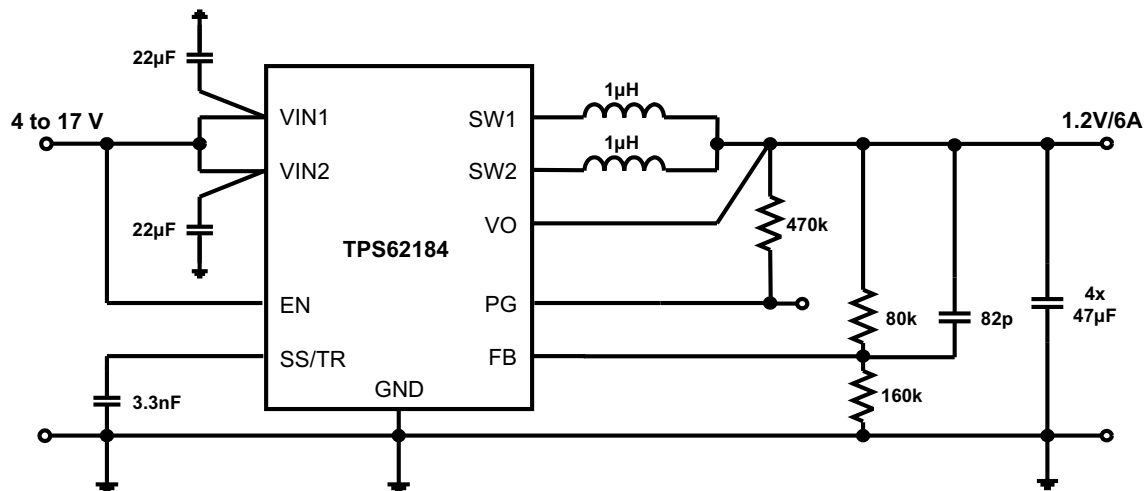 22µF
4 to 17 V
VIN1
VIN2
22µF
EN
SS/TR
3.3nF
TPS62184
GND
SW1
SW2
VO
PG
FB
1µH
1µH
470k
80k
160k
82p
4x
47µF
1.2V/6A